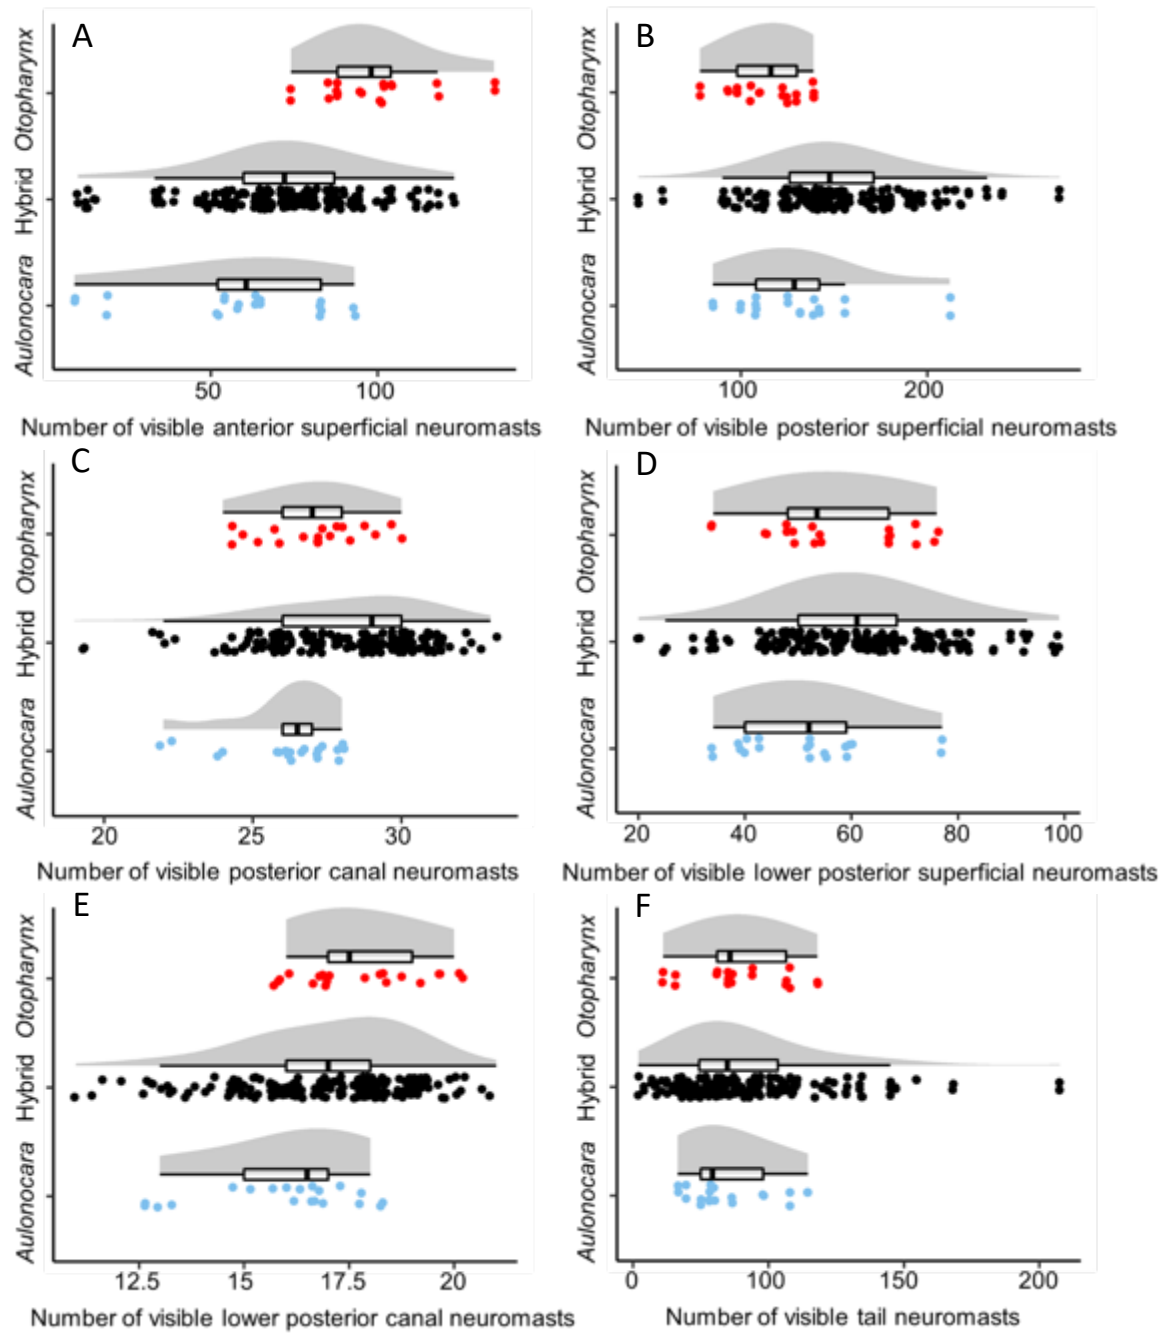 A
B
Otopharynx
Hybrid
Aulonocara
50
100
Number of visible anterior superficial neuromasts
Otopharynx
Hybrid
Aulonocara
100
200
Number of visible posterior superficial neuromasts
C
D
Otopharynx
Hybrid
Aulonocara
20
25
30
Number of visible posterior canal neuromasts
Otopharynx
Hybrid
Aulonocara
20
40
60
80
100
Number of visible lower posterior superficial neuromasts
E
F
Otopharynx
Hybrid
Aulonocara
12.5
15
17.5
20
Number of visible lower posterior canal neuromasts
Otopharynx
Hybrid
Aulonocara
0
100
150
200
Number of visible tail neuromasts